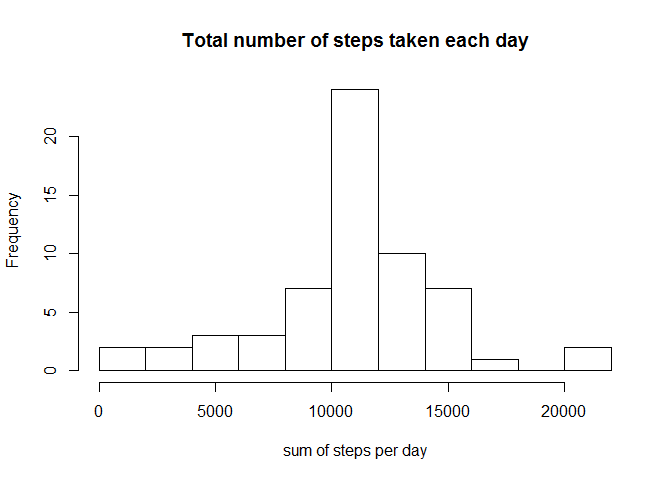 Total number of steps taken each day
Frequency
20
15
10
5
0
0 5000 10000 15000 20000
sum of steps per day